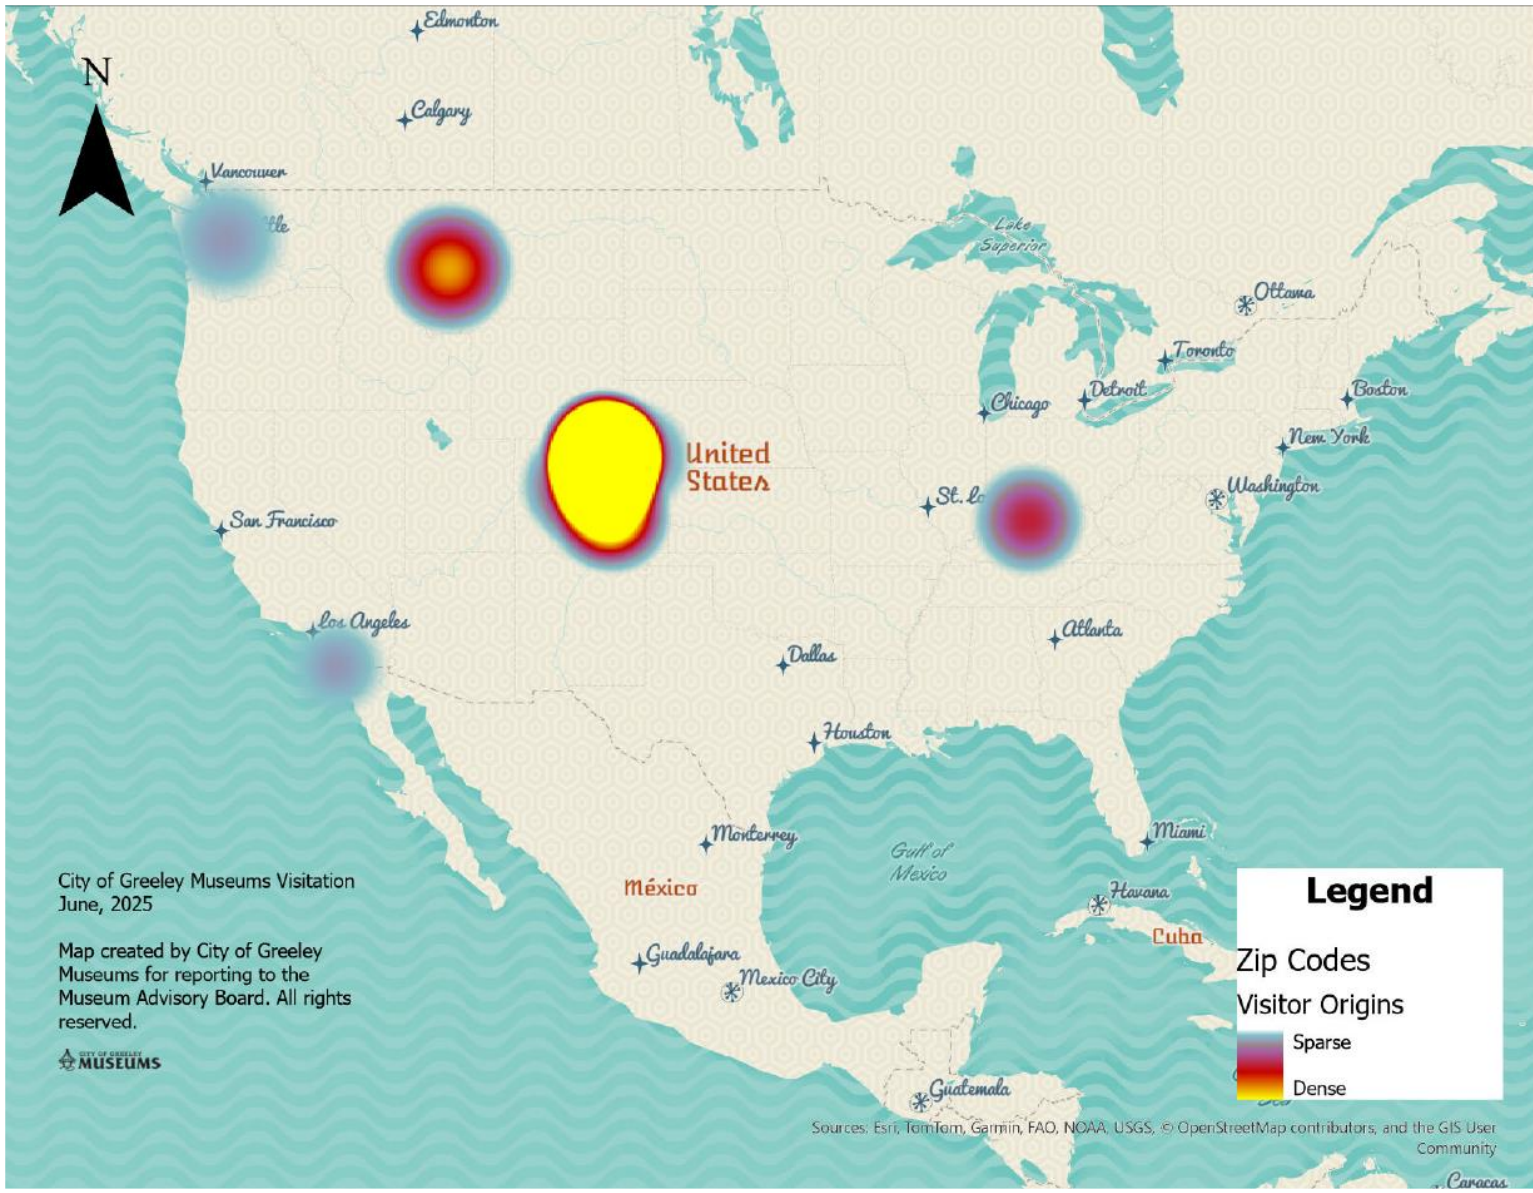 Edmonton
N
Calgary
Vancouver
ttle
Lake
Superior
Ottawa
Toronto
Detroit
Boston
Chicago
New York
United
States
Washington
St. Lo
San Francisco
Los Angeles
Atlanta
Dallas
Houston
Monterrey
Miami
Gulf of
Mexico
City of Greeley Museums Visitation
June, 2025
México
Havana
Legend
Cuba
Map created by City of Greeley
Museums for reporting to the
Museum Advisory Board. All rights
reserved.
Guadalajara
Mexico City
Zip Codes
Visitor Origins
Sparse
Dense
CITY OF GREELEY
MUSEUMS
Guatemala
Sources: Esri, TomTom, Garmin, FAO, NOAA, USGS, © OpenStreetMap contributors, and the GIS User
Community
Caracas